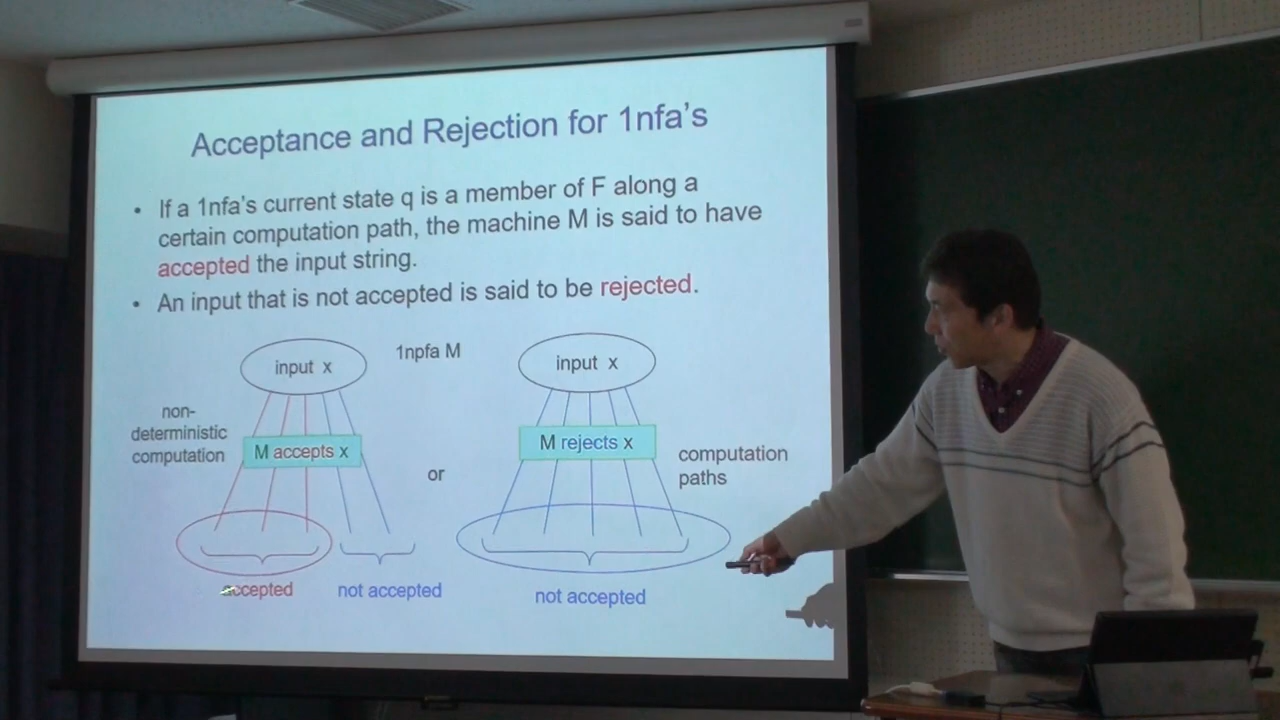 Acceptance and Rejection for 1nfa's
• If a 1nfa's current state q is a member of F along a
certain computation path, the machine M is said to have
accepted the input string.
• An input that is not accepted is said to be rejected.
input x
1npfa M
input x
non-
deterministic
computation
M accepts x
M rejects x
computation
paths
or
accepted
not accepted
not accepted